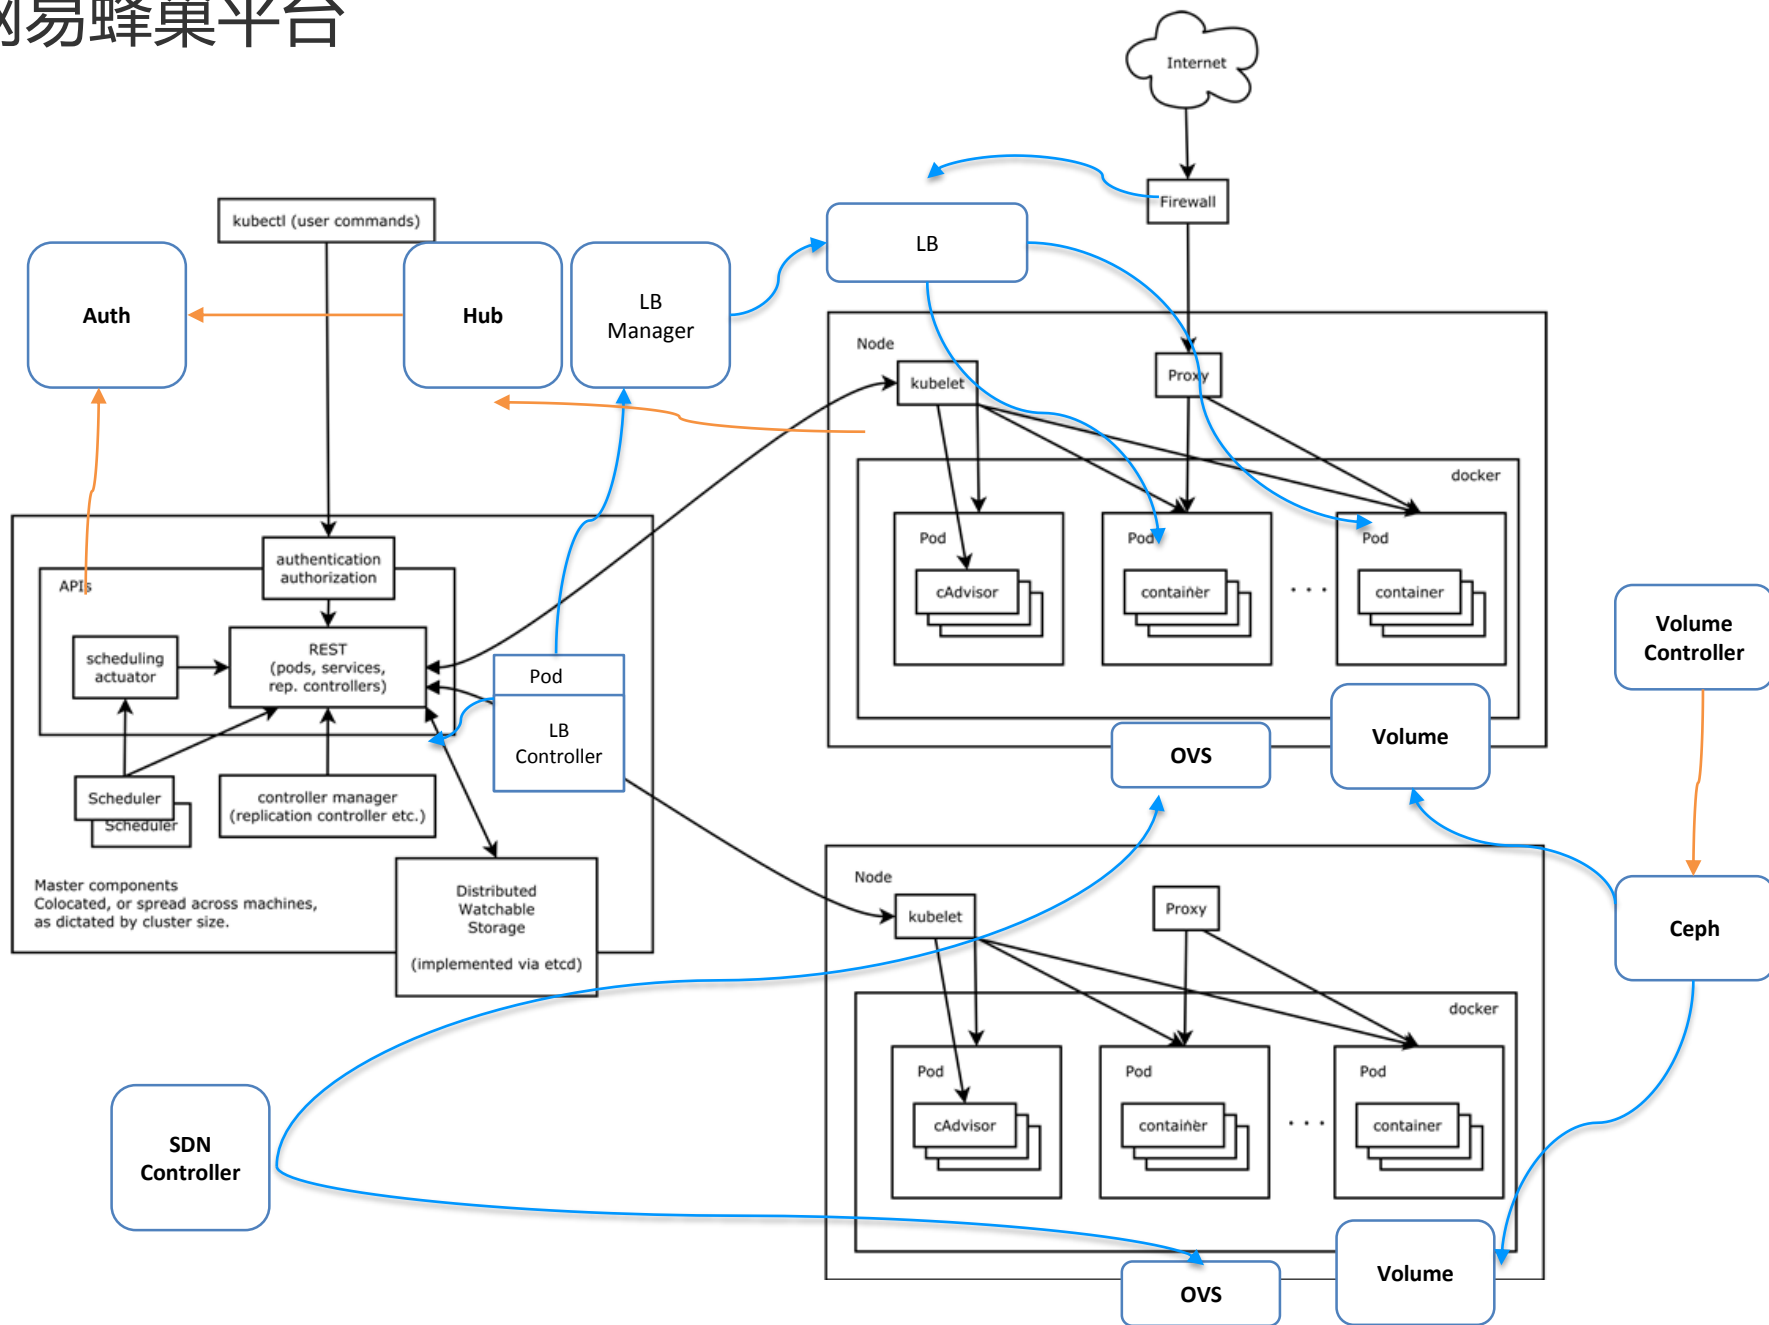 网易蜂巢平台
Internet
Firewall
kubectl (user commands)
Auth
Hub
LB
Manager
LB
Node
kubelet
Proxy
docker
Pod
cAdvisor
Pod
container
. . .
Pod
container
authentication
authorization
APIs
scheduling
actuator
REST
(pods, services,
rep. controllers)
Pod
LB
Controller
Scheduler
Scheduler
controller manager
(replication controller etc.)
Master components
Colocated, or spread across machines,
as dictated by cluster size.
Distributed
Watchable
Storage
(implemented via etcd)
OVS
Volume
Volume
Controller
Ceph
Node
kubelet
Proxy
docker
Pod
cAdvisor
Pod
container
. . .
Pod
container
SDN
Controller
OVS
Volume